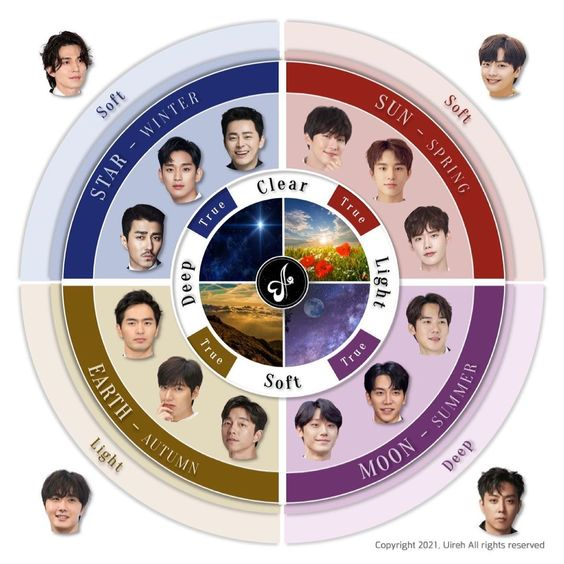 Soft
Soft
STAR - WINTER
SUN - SPRING
Clear
True
True
Deep
Light
True
True
Soft
EARTH - AUTUMN
MOON - SUMMER
Light
Deep
Copyright 2021, Uireh All rights reserved